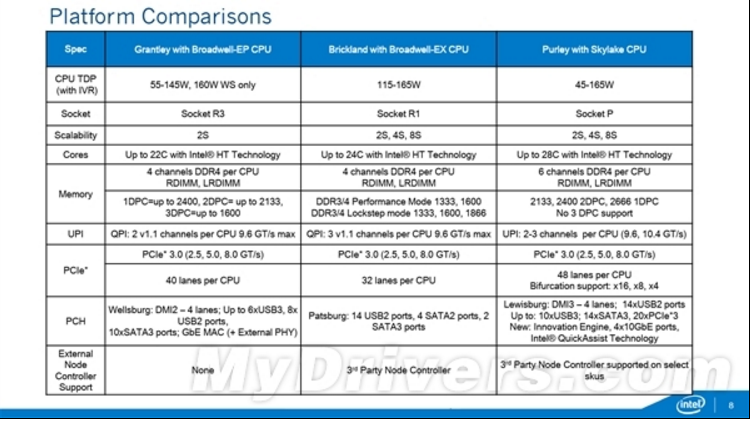 Platform Comparisons
Spec
Grantley with Broadwell-EP CPU
Brickland with Broadwell-EX CPU
Purley with Skylake CPU
CPU TDP
(with IVR)
55-145W, 160W WS only
115-165W
45-165W
Socket
Socket R3
Socket R1
Socket P
Scalability
2S
2S, 4S, 8S
2S, 4S, 8S
Cores
Up to 22C with Intel® HT Technology
Up to 24C with Intel® HT Technology
Up to 28C with Intel® HT Technology
Memory
4 channels DDR4 per CPU
RDIMM, LRDIMM
4 channels DDR4 per CPU
RDIMM, LRDIMM
6 channels DDR4 per CPU
RDIMM, LRDIMM
1DPC=up to 2400, 2DPC= up to 2133,
3DPC=up to 1600
DDR3/4 Performance Mode 1333, 1600
DDR3/4 Lockstep mode 1333, 1600, 1866
2133, 2400 2DPC, 2666 1DPC
No 3 DPC support
UPI
QPI: 2 v1.1 channels per CPU 9.6 GT/s max
QPI: 3 v1.1 channels per CPU 9.6 GT/s max
UPI: 2-3 channels per CPU (9.6, 10.4 GT/s)
PCIe*
PCIe* 3.0 (2.5, 5.0, 8.0 GT/s)
PCIe* 3.0 (2.5, 5.0, 8.0 GT/s)
PCIe* 3.0 (2.5, 5.0, 8.0 GT/s)
40 lanes per CPU
32 lanes per CPU
48 lanes per CPU
Bifurcation support: x16, x8, x4
PCH
Wellsburg: DMI2 – 4 lanes; Up to 6xUSB3, 8x
USB2 ports,
10xSATA3 ports; GbE MAC (+ External PHY)
Patsburg: 14 USB2 ports, 4 SATA2 ports, 2
SATA3 ports
Lewisburg: DMI3 – 4 lanes; 14xUSB2 ports
Up to: 10xUSB3; 14xSATA3, 20xPCIe*3
New: Innovation Engine, 4x10GbE ports,
Intel® QuickAssist Technology
External
Node
Controller
Support
None
3rd Party Node Controller
3rd Party Node Controller supported on select
skus
MyDrivers.com
intel
8